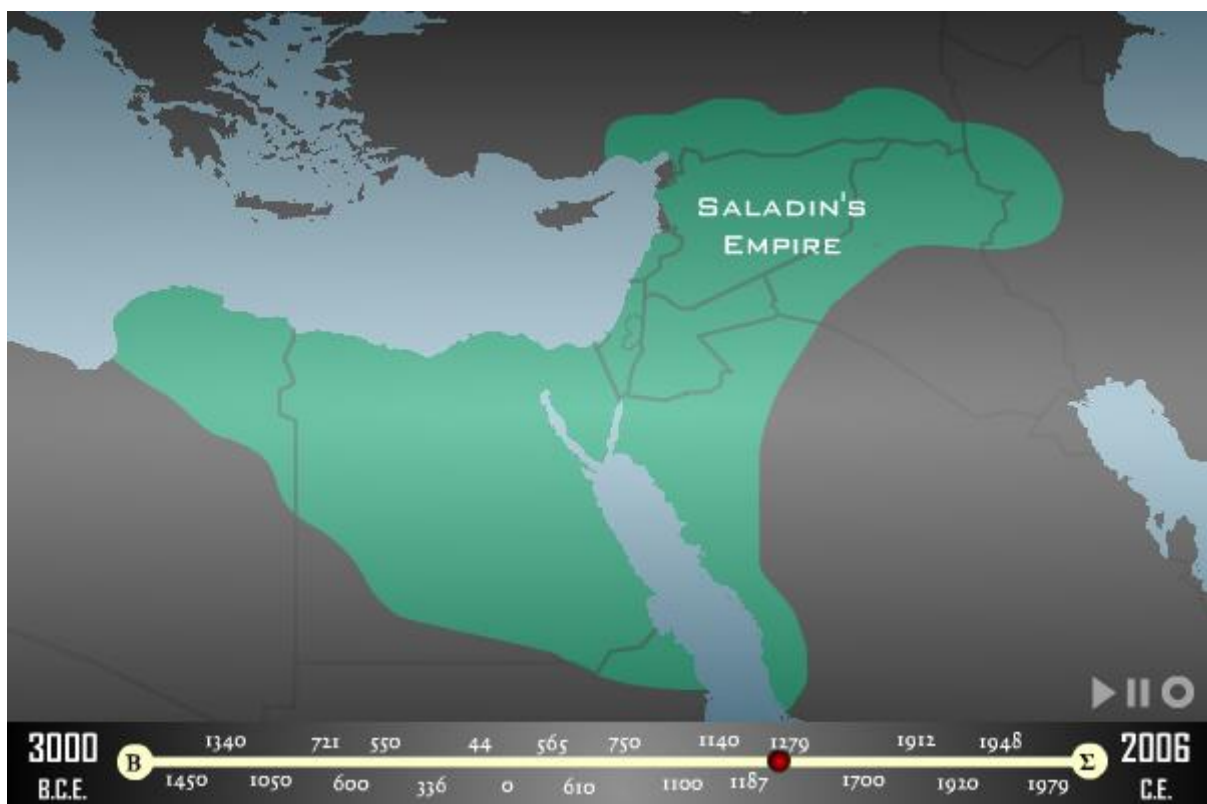 SALADIN'S
EMPIRE
3000
B.C.E.
B
1340 721 550 44 565 750 1140 1279 1912 1948
1450 1050 600 336 0 610 1100 1187 1700 1920 1979
Σ
2006
C.E.